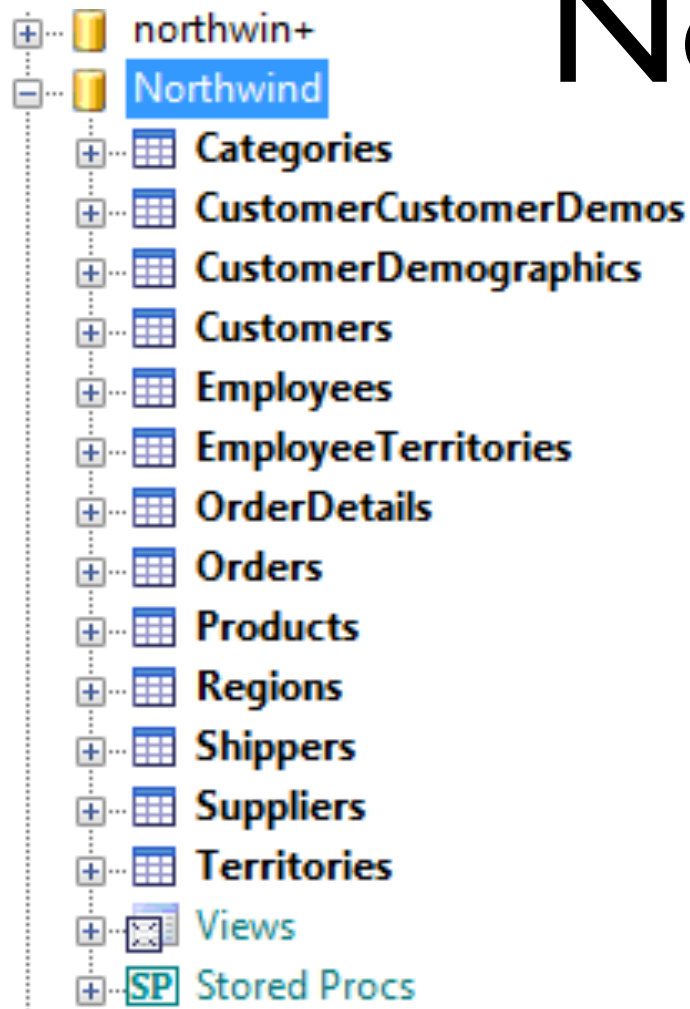 northwin+
Northwind
Categories
CustomerCustomerDemos
CustomerDemographics
Customers
Employees
EmployeeTerritories
OrderDetails
Orders
Products
Regions
Shippers
Suppliers
Territories
Views
SP Stored Procs